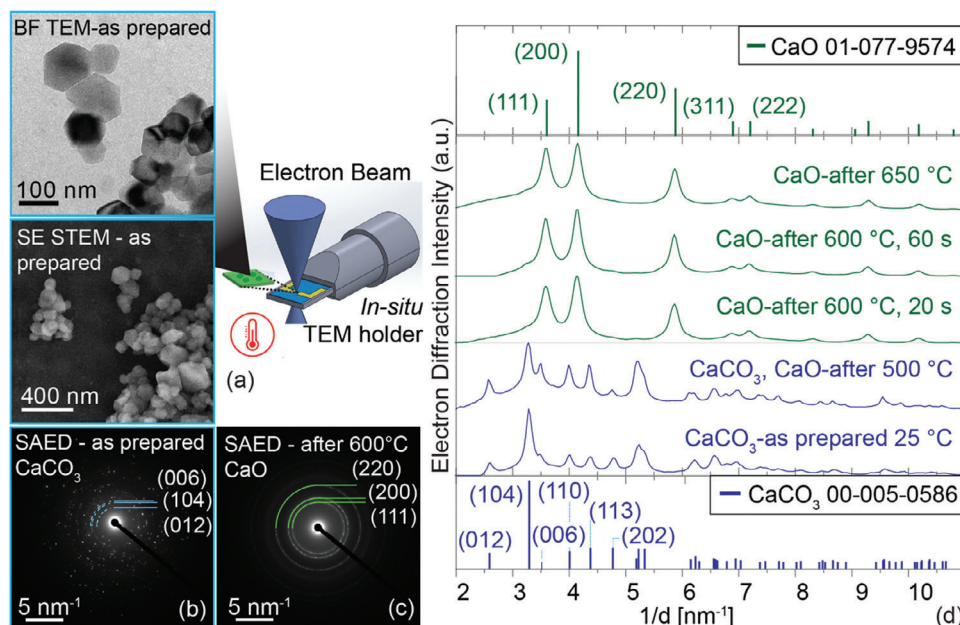 BF TEM-as prepared
100 nm
SE STEM - as
prepared
400 nm
Electron Beam
In-situ
TEM holder
(a)
SAED - as prepared
CaCO₃
(006)
(104)
(012)
5 nm⁻¹
(b)
SAED - after 600°C
CaO
(220)
(200)
(111)
5 nm⁻¹
(c)
Electron Diffraction Intensity (a.u.)
CaO 01-077-9574
(200)
(111)
(220)
(311)
(222)
CaO-after 650 °C
CaO-after 600 °C, 60 s
CaO-after 600 °C, 20 s
CaCO₃, CaO-after 500 °C
CaCO₃-as prepared 25 °C
CaCO₃ 00-005-0586
(104)
(110)
(113)
(012)
(006)
(202)
2 3 4 5 6 7 8 9 10
1/d [nm⁻¹]
(d)